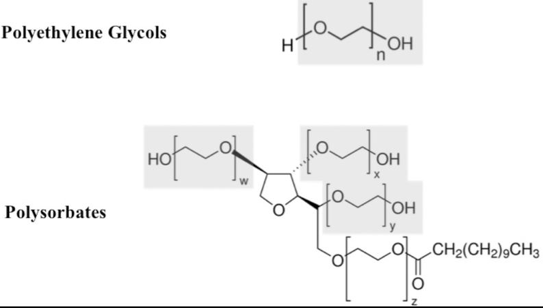 Polyethylene Glycols
H O n OH
HO O w O x OH
O
Polysorbates
O y OH
O O z CH₂(CH₂)₉CH₃
O